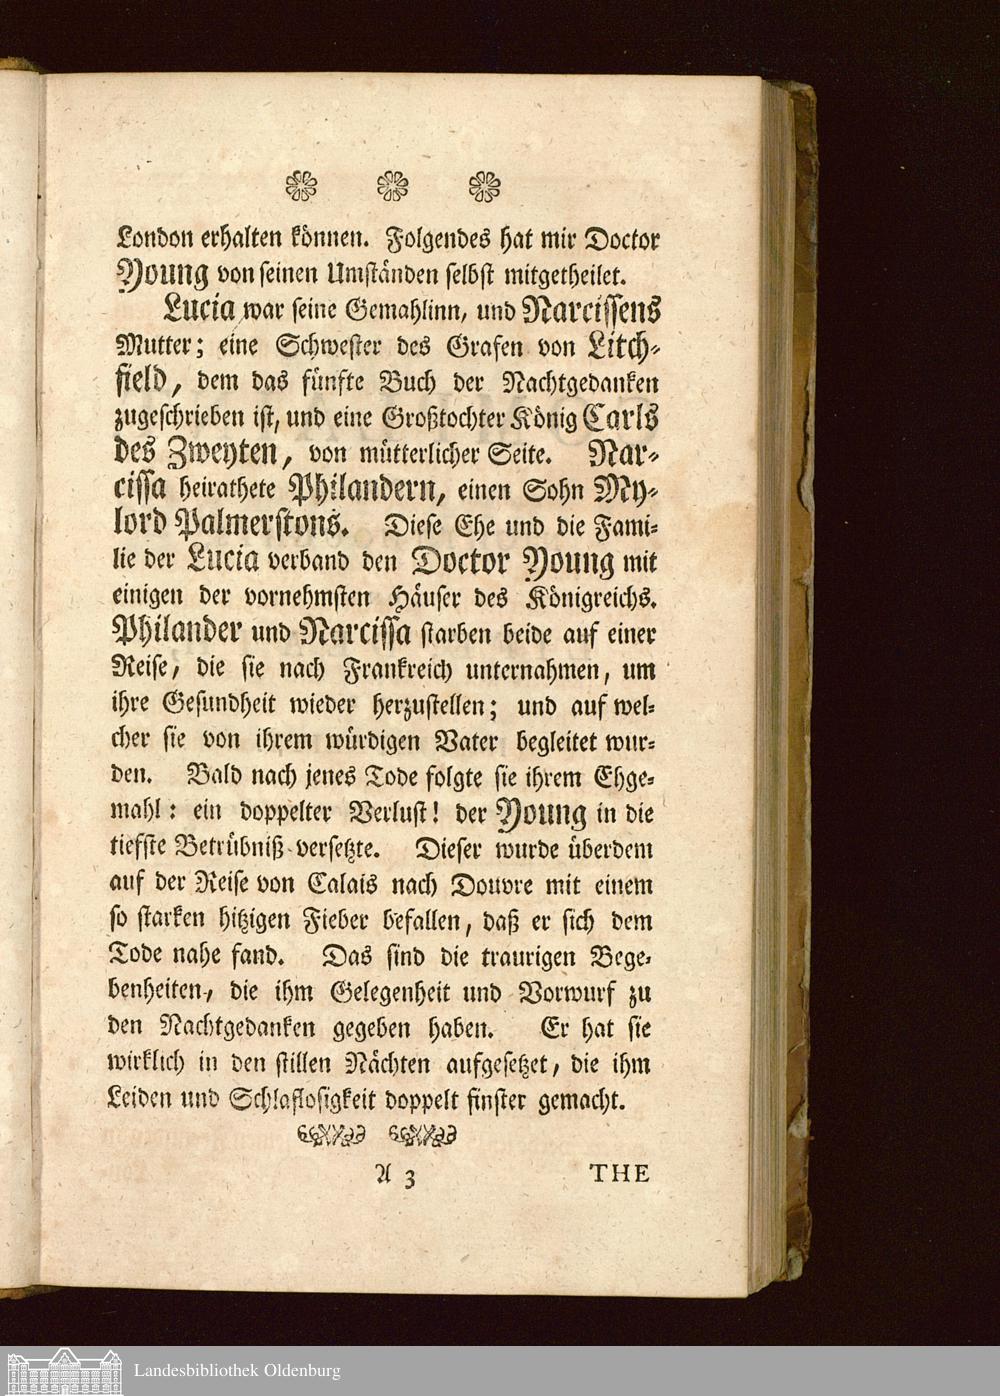 London erhalten können. Folgendes hat mir Doctor
Young von seinen Umständen selbst mitgetheilet.
Lucia war seine Gemahlinn, und Narcissens
Mutter; eine Schwester des Grafen von Litch-
field, dem das fünfte Buch der Nachtgedanken
zugeschrieben ist, und eine Großtochter König Carls
des Zweyten, von mütterlicher Seite. Nar-
cissa heirathete Philandern, einen Sohn My-
lord Palmerstons. Diese Ehe und die Fami-
lie der Lucia verband den Doctor Young mit
einigen der vornehmsten Häuser des Königreichs.
Philander und Narcissa starben beide auf einer
Reise, die sie nach Frankreich unternahmen, um
ihre Gesundheit wieder herzustellen; und auf wel-
cher sie von ihrem würdigen Vater begleitet wur-
den. Bald nach jenes Tode folgte sie ihrem Ehge-
mahl: ein doppelter Verlust! der Young in die
tiefste Betrübniß versetzte. Dieser wurde überdem
auf der Reise von Calais nach Douvre mit einem
so starken hitzigen Fieber befallen, daß er sich dem
Tode nahe fand. Das sind die traurigen Bege-
benheiten, die ihm Gelegenheit und Vorwurf zu
den Nachtgedanken gegeben haben. Er hat sie
wirklich in den stillen Nächten aufgesetzet, die ihm
Leiden und Schlaflosigkeit doppelt finster gemacht.
A 3 THE
Landesbibliothek Oldenburg